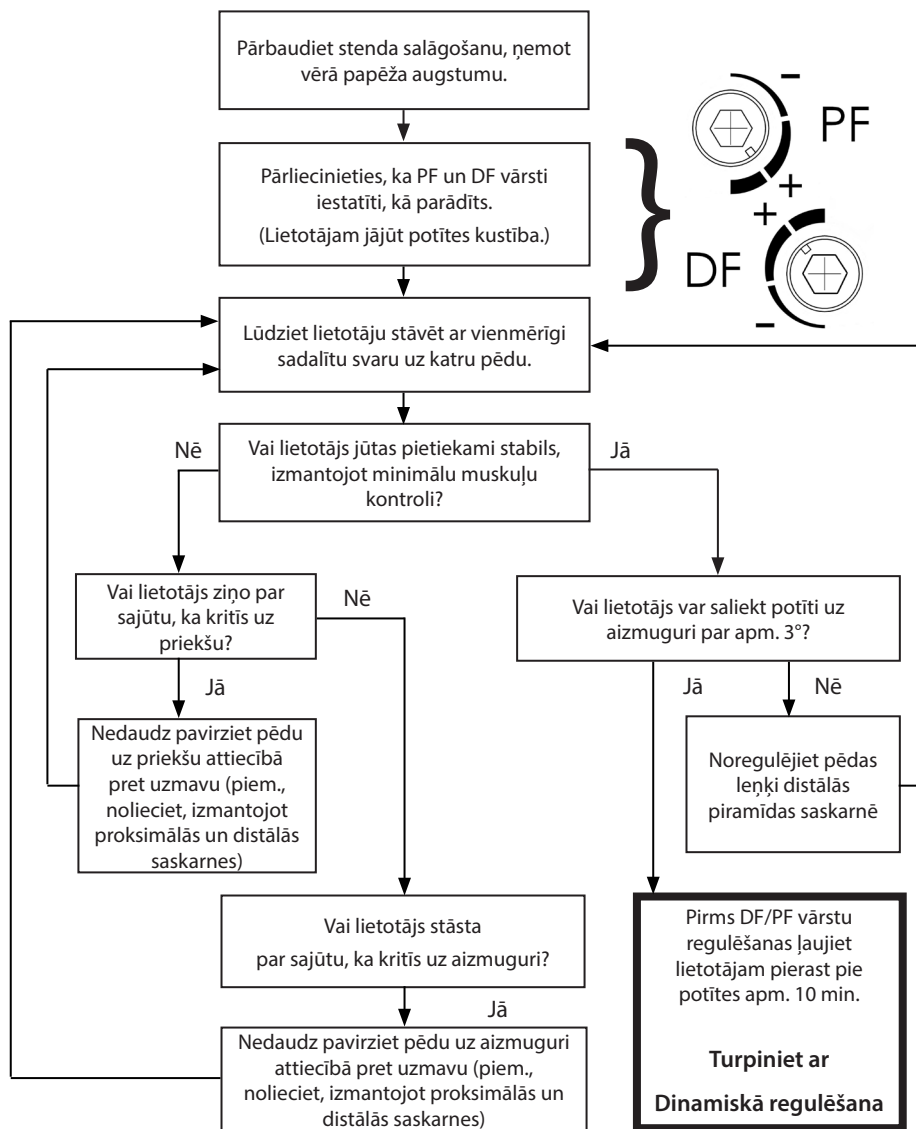 Pārbaudiet stenda salāgošanu, ņemot
vērā papēža augstumu.
Pārliecinieties, ka PF un DF vārsti
iestatīti, kā parādīts.
(Lietotājam jājūt potītes kustība.)
-
PF
+
+
DF
-
Lūdziet lietotāju stāvēt ar vienmērīgi
sadalītu svaru uz katru pēdu.
Vai lietotājs jūtas pietiekami stabils,
izmantojot minimālu muskuļu
kontroli?
Nē
Jā
Vai lietotājs ziņo par
sajūtu, ka kritīs uz
priekšu?
Nē
Jā
Nedaudz pavirziet pēdu
uz priekšu attiecībā
pret uzmavu (piem.,
nolieciet, izmantojot
proksimālās un distālās
saskarnes)
Vai lietotājs stāsta
par sajūtu, ka kritīs uz aizmuguri?
Jā
Nedaudz pavirziet pēdu uz aizmuguri
attiecībā pret uzmavu (piem.,
nolieciet, izmantojot proksimālās un
distālās saskarnes)
Vai lietotājs var saliekt potīti uz
aizmuguri par apm. 3°?
Jā
Nē
Noregulējiet pēdas
leņķi distālās
piramīdas saskarnē
Pirms DF/PF vārstu
regulēšanas ļaujiet
lietotājam pierast pie
potītes apm. 10 min.
Turpiniet ar
Dinamiskā regulēšana